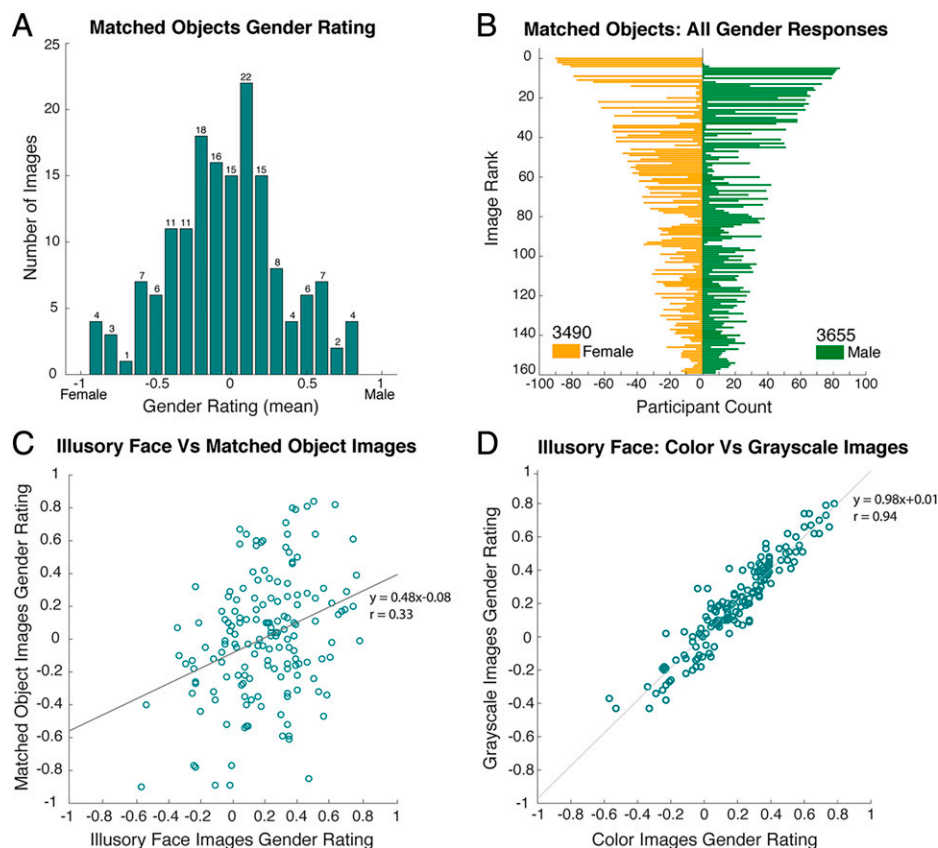 A
Matched Objects Gender Rating
25
20
15
10
5
0
Number of Images
4
3
1
7
6
11
11
18
16
15
22
15
8
4
6
7
2
4
-1
-0.5
0
0.5
1
Female
Male
Gender Rating (mean)
B
Matched Objects: All Gender Responses
0
20
40
60
80
100
120
140
160
Image Rank
3490
Female
3655
Male
-100 -80 -60 -40 -20 0 20 40 60 80 100
Participant Count
C
Illusory Face Vs Matched Object Images
1
0.8
0.6
0.4
0.2
0
-0.2
-0.4
-0.6
-0.8
-1
Matched Object Images Gender Rating
y = 0.48x-0.08
r = 0.33
-1 -0.8 -0.6 -0.4 -0.2 0 0.2 0.4 0.6 0.8 1
Illusory Face Images Gender Rating
D
Illusory Face: Color Vs Grayscale Images
1
0.8
0.6
0.4
0.2
0
-0.2
-0.4
-0.6
-0.8
-1
Grayscale Images Gender Rating
y = 0.98x+0.01
r = 0.94
-1 -0.8 -0.6 -0.4 -0.2 0 0.2 0.4 0.6 0.8 1
Color Images Gender Rating